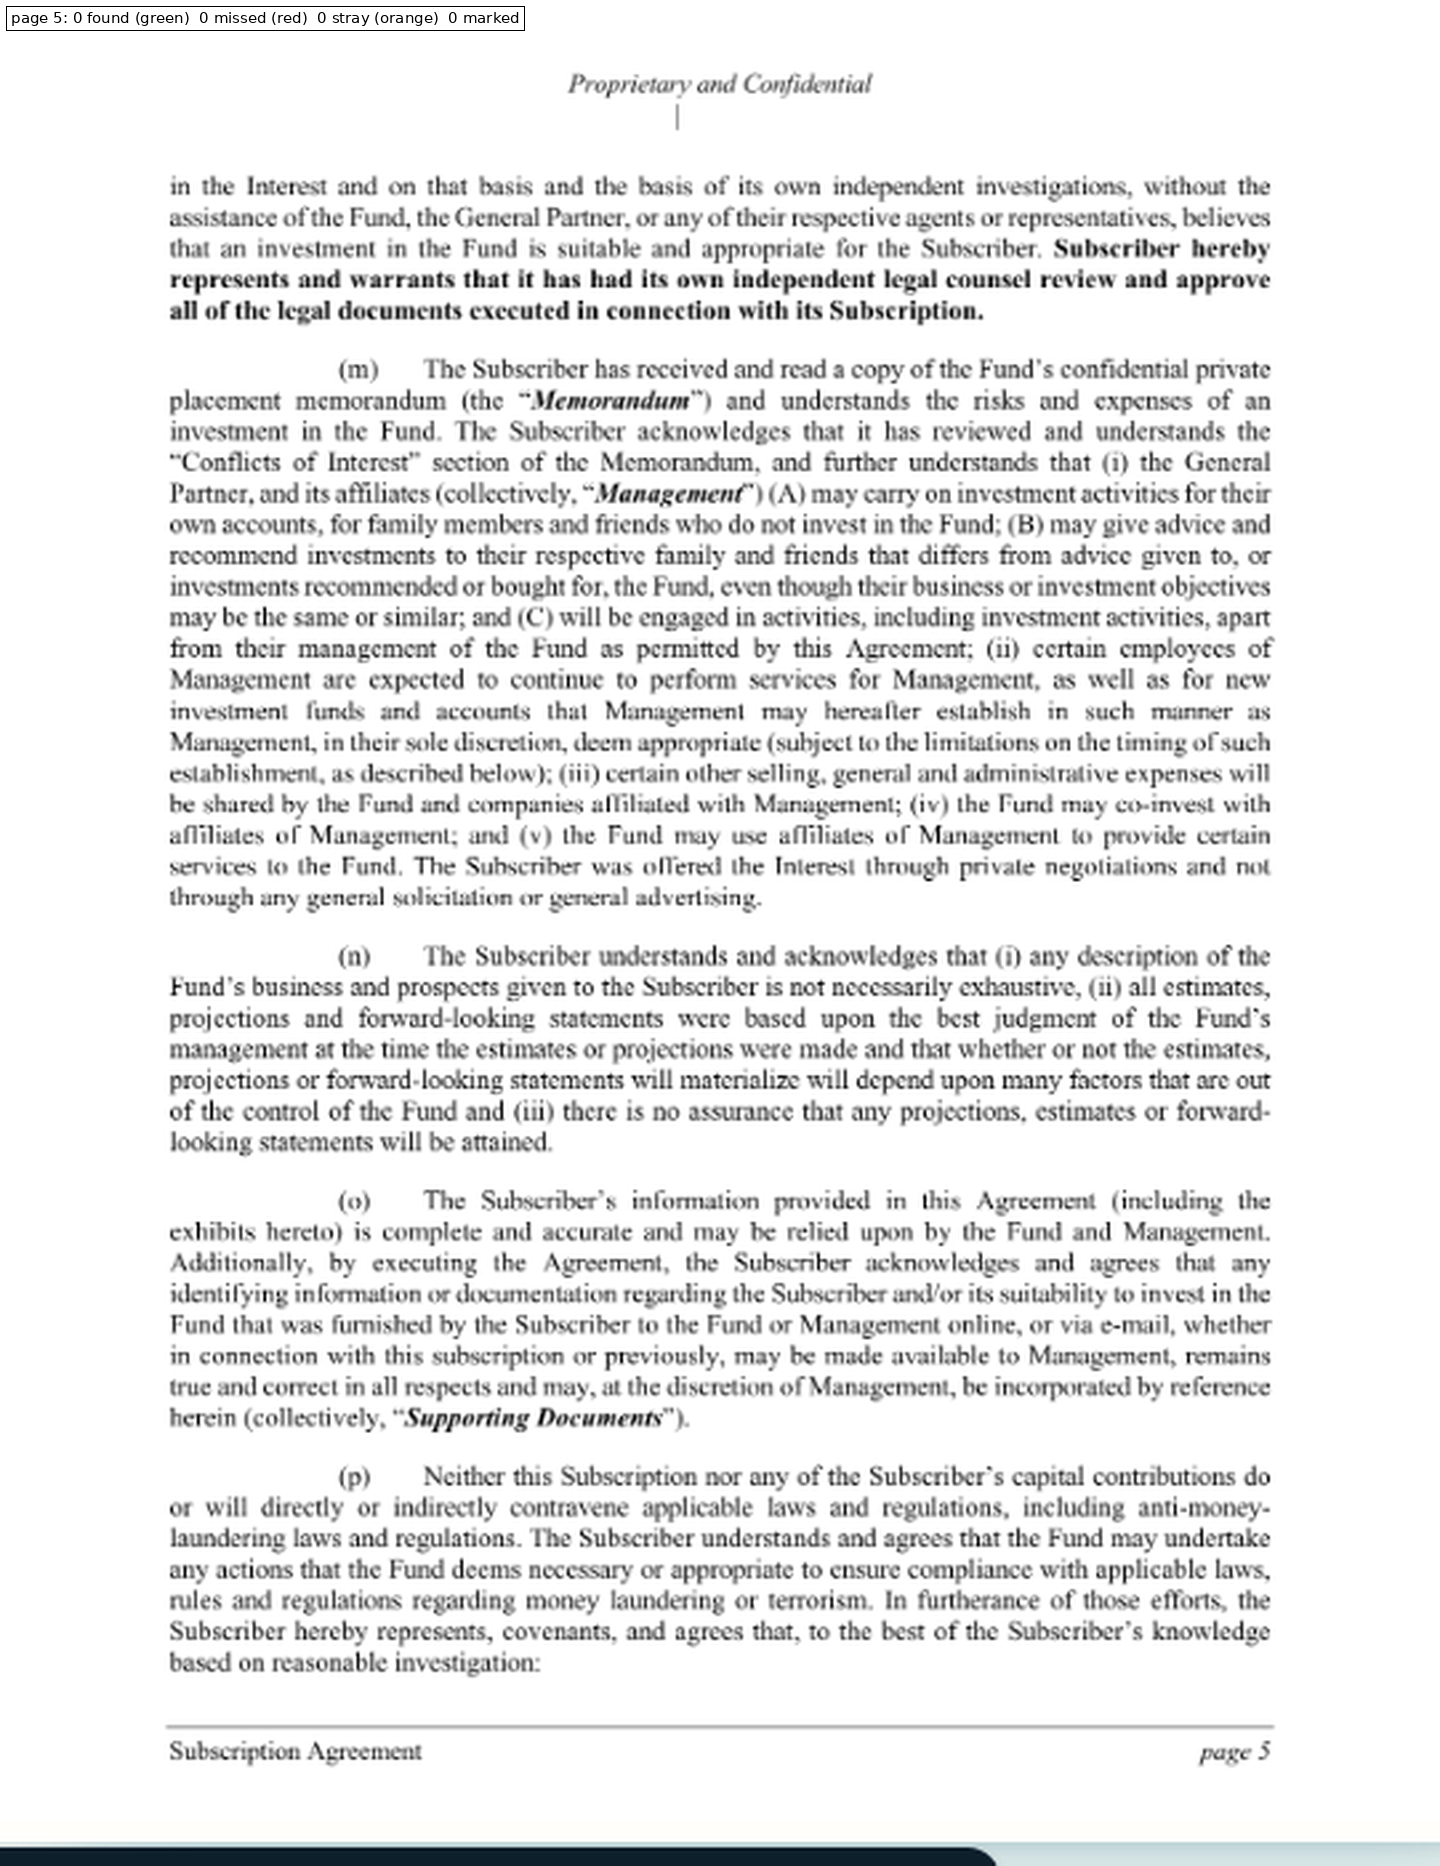 page 5: 0 found (green)  0 missed (red)  0 stray (orange)  0 marked
Proprietary and Confidential
in the Interest and on that basis and the basis of its own independent investigations, without the
assistance of the Fund, the General Partner, or any of their respective agents or representatives, believes
that an investment in the Fund is suitable and appropriate for the Subscriber. Subscriber hereby
represents and warrants that it has had its own independent legal counsel review and approve
all of the legal documents executed in connection with its Subscription.
(m) The Subscriber has received and read a copy of the Fund's confidential private
placement memorandum (the “Memorandum”) and understands the risks and expenses of an
investment in the Fund. The Subscriber acknowledges that it has reviewed and understands the
“Conflicts of Interest” section of the Memorandum, and further understands that (i) the General
Partner, and its affiliates (collectively, “Management”) (A) may carry on investment activities for their
own accounts, for family members and friends who do not invest in the Fund; (B) may give advice and
recommend investments to their respective family and friends that differs from advice given to, or
investments recommended or bought for, the Fund, even though their business or investment objectives
may be the same or similar; and (C) will be engaged in activities, including investment activities, apart
from their management of the Fund as permitted by this Agreement; (ii) certain employees of
Management are expected to continue to perform services for Management, as well as for new
investment funds and accounts that Management may hereafter establish in such manner as
Management, in their sole discretion, deem appropriate (subject to the limitations on the timing of such
establishment, as described below); (iii) certain other selling, general and administrative expenses will
be shared by the Fund and companies affiliated with Management; (iv) the Fund may co-invest with
affiliates of Management; and (v) the Fund may use affiliates of Management to provide certain
services to the Fund. The Subscriber was offered the Interest through private negotiations and not
through any general solicitation or general advertising.
(n) The Subscriber understands and acknowledges that (i) any description of the
Fund's business and prospects given to the Subscriber is not necessarily exhaustive, (ii) all estimates,
projections and forward-looking statements were based upon the best judgment of the Fund's
management at the time the estimates or projections were made and that whether or not the estimates,
projections or forward-looking statements will materialize will depend upon many factors that are out
of the control of the Fund and (iii) there is no assurance that any projections, estimates or forward-
looking statements will be attained.
(o) The Subscriber's information provided in this Agreement (including the
exhibits hereto) is complete and accurate and may be relied upon by the Fund and Management.
Additionally, by executing the Agreement, the Subscriber acknowledges and agrees that any
identifying information or documentation regarding the Subscriber and/or its suitability to invest in the
Fund that was furnished by the Subscriber to the Fund or Management online, or via e-mail, whether
in connection with this subscription or previously, may be made available to Management, remains
true and correct in all respects and may, at the discretion of Management, be incorporated by reference
herein (collectively, “Supporting Documents”).
(p) Neither this Subscription nor any of the Subscriber's capital contributions do
or will directly or indirectly contravene applicable laws and regulations, including anti-money-
laundering laws and regulations. The Subscriber understands and agrees that the Fund may undertake
any actions that the Fund deems necessary or appropriate to ensure compliance with applicable laws,
rules and regulations regarding money laundering or terrorism. In furtherance of those efforts, the
Subscriber hereby represents, covenants, and agrees that, to the best of the Subscriber's knowledge
based on reasonable investigation:
Subscription Agreement page 5